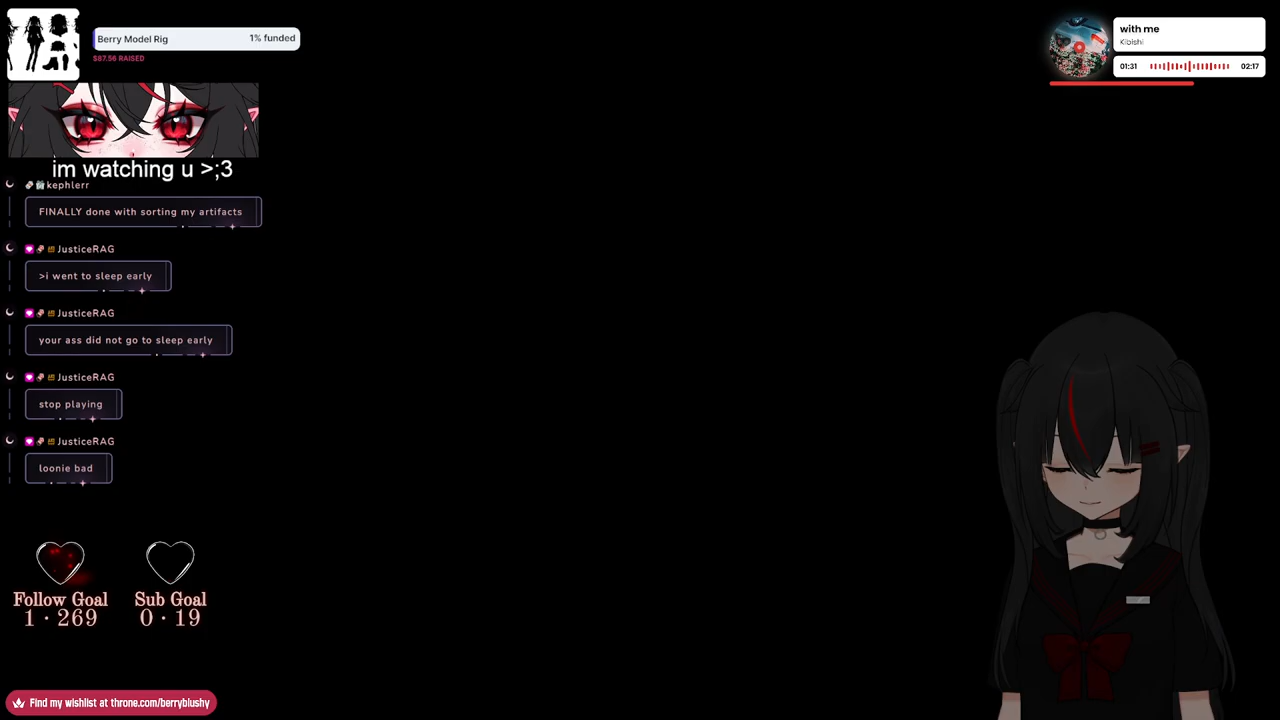 Berry Model Rig 1% funded
$87.56 RAISED
with me
Kibishi
01:31 02:17
im watching u >;3
kephlerr
FINALLY done with sorting my artifacts
JusticeRAG
>i went to sleep early
JusticeRAG
your ass did not go to sleep early
JusticeRAG
stop playing
JusticeRAG
loonie bad
Follow Goal
1 · 269
Sub Goal
0 · 19
Find my wishlist at throne.com/berryblushy